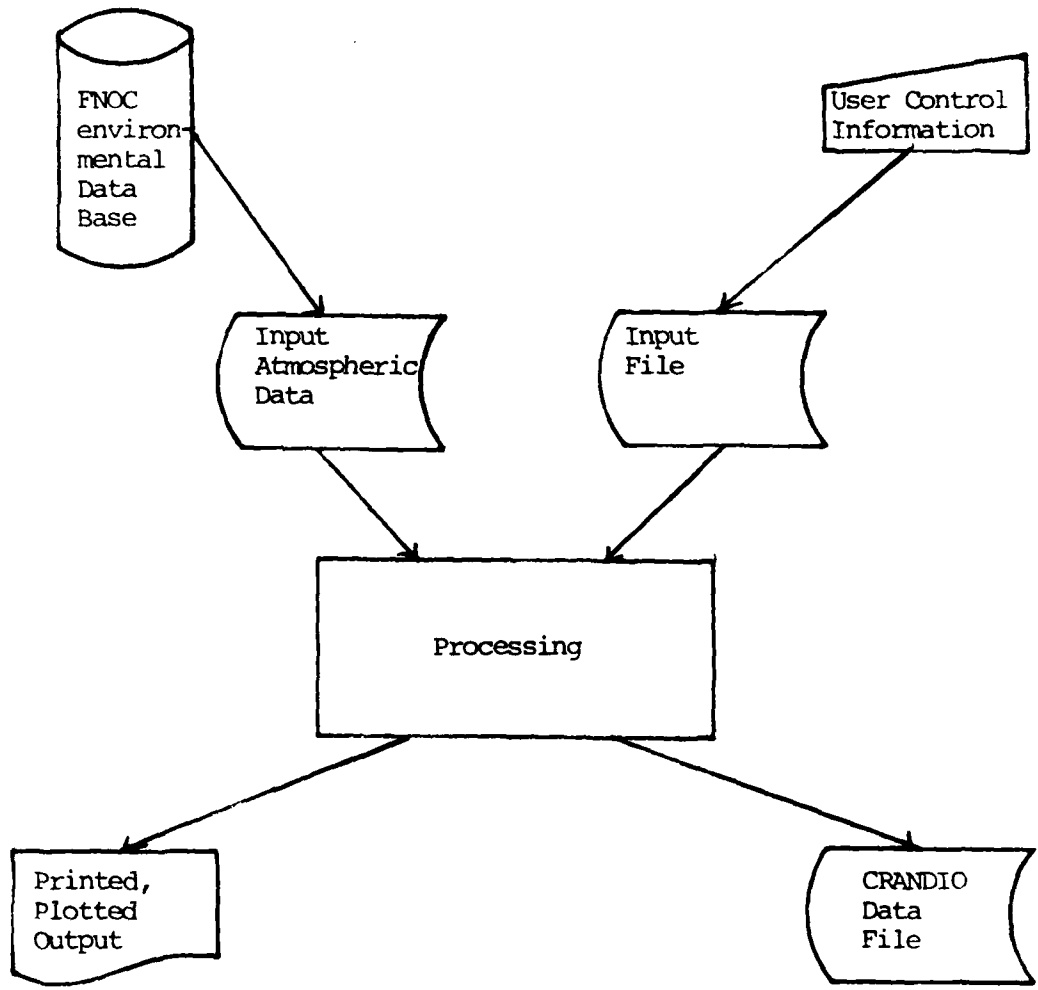 FNOC
environ-
mental
Data
Base
User Control
Information
Input
Atmospheric
Data
Input
File
Processing
Printed,
Plotted
Output
CRANDIO
Data
File